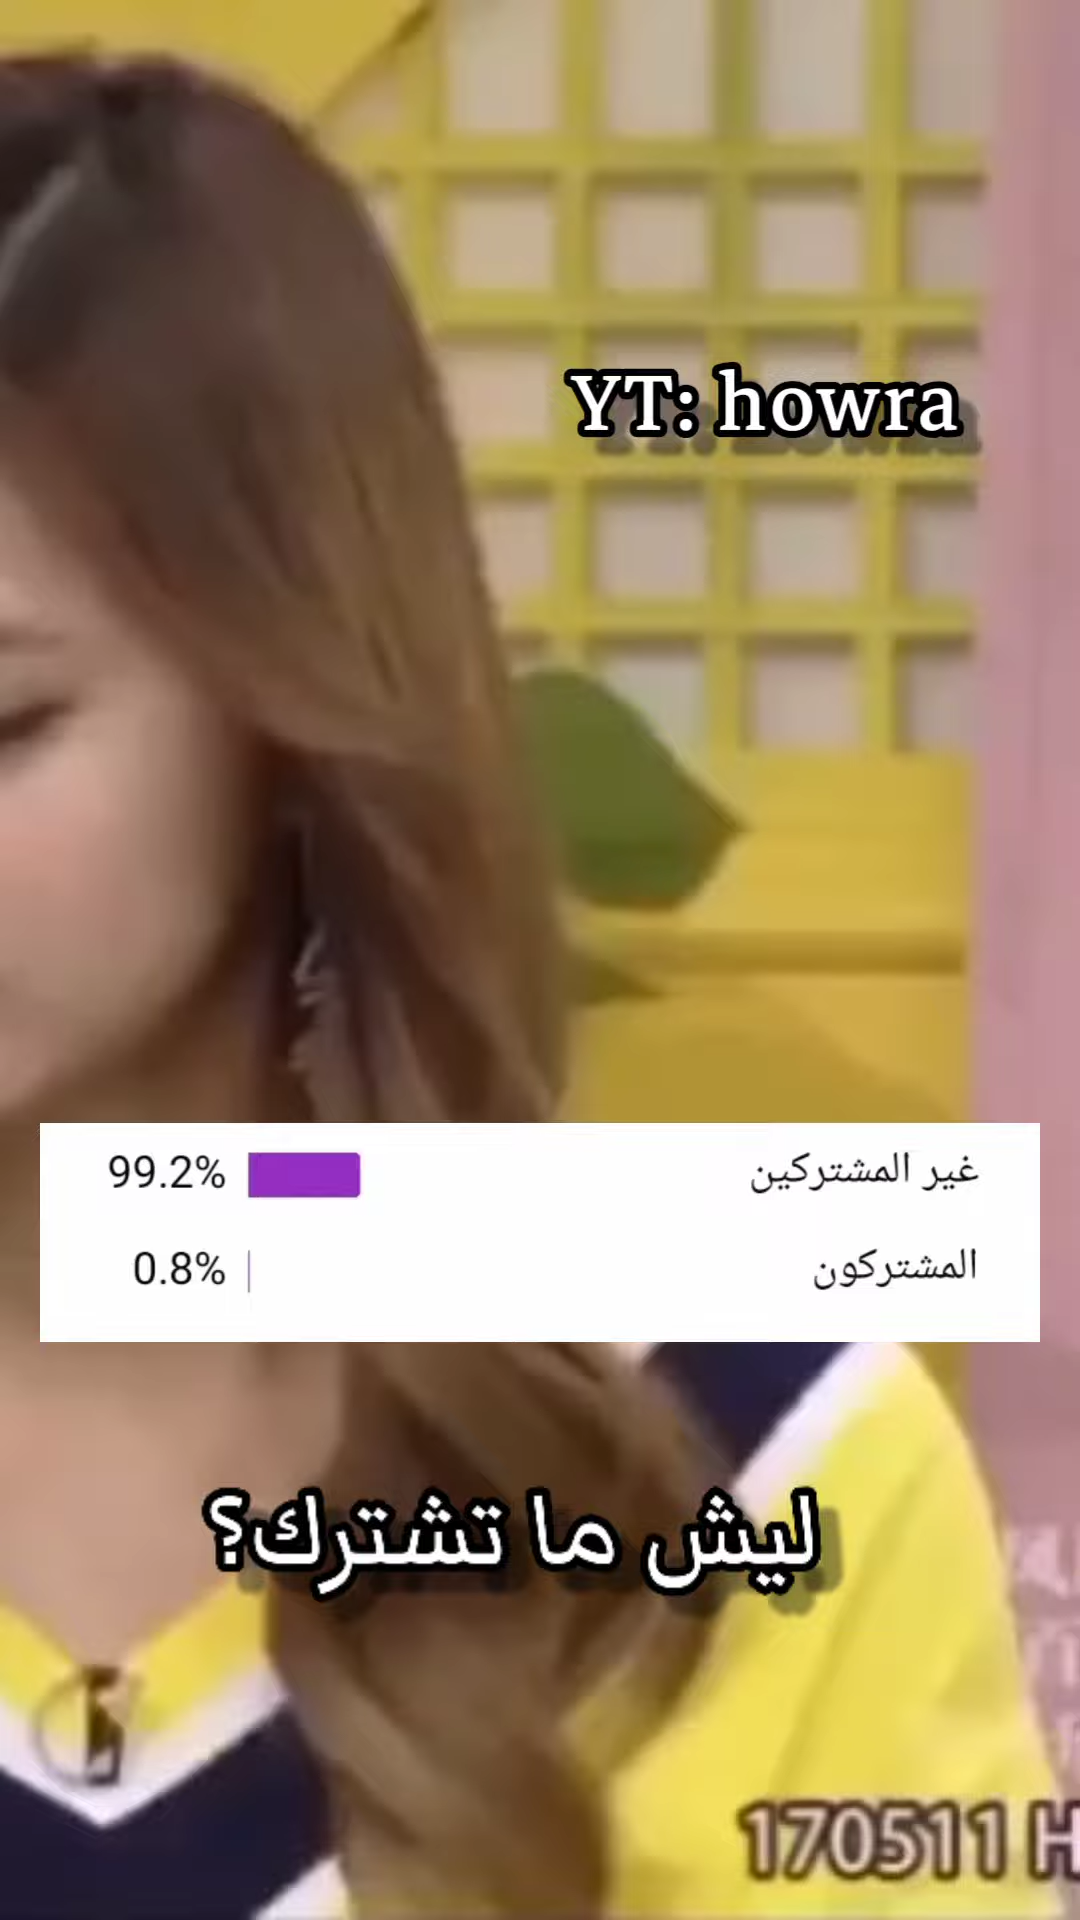 YT: howra
غير المشتركين 99.2%
المشتركون 0.8%
ليش ما تشترك؟
170511 H